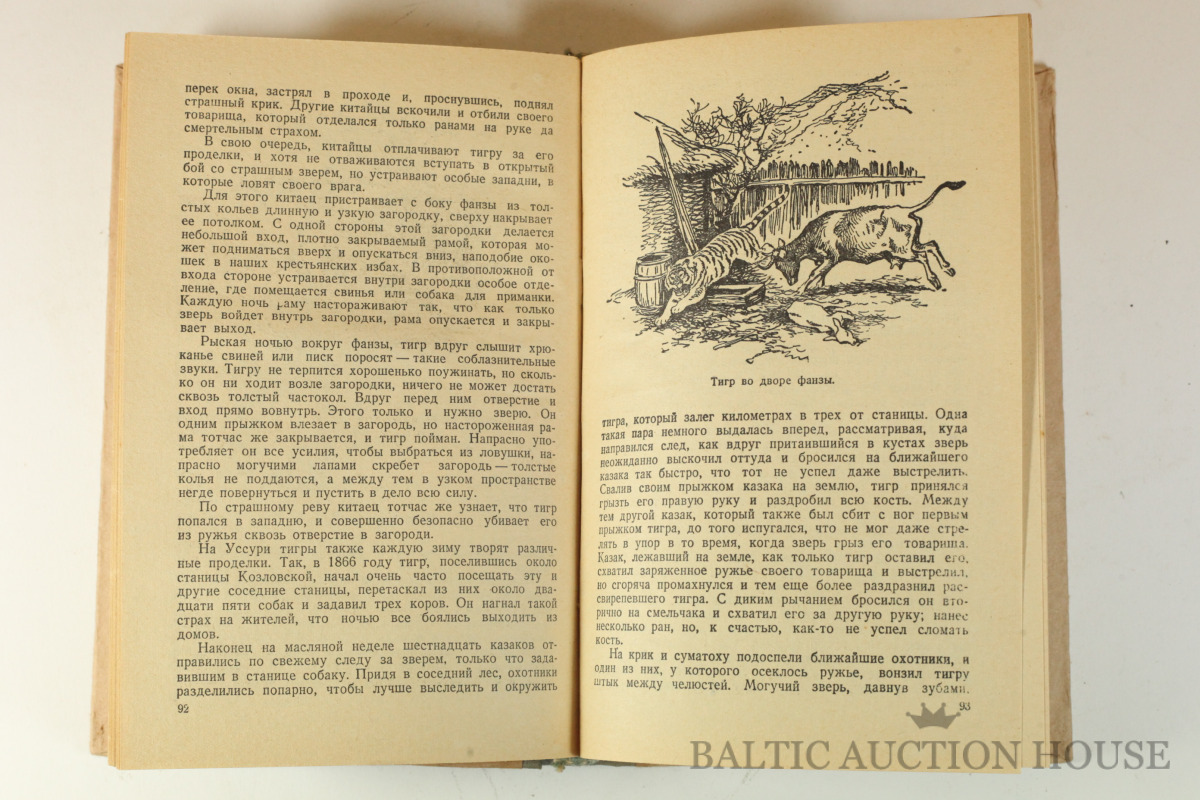 перек окна, застрял в проходе и, проснувшись, поднял
страшный крик. Другие китайцы вскочили и отбили своего
товарища, который отделался только ранами на руке да
смертельным страхом.
В свою очередь, китайцы отплачивают тигру за его
проделки, и хотя не отваживаются вступать в открытый
бой со страшным зверем, но устраивают особые западни, в
которые ловят своего врага.
Для этого китаец пристраивает с боку фанзы из тол-
стых кольев длинную и узкую загородку, сверху накрывает
ее потолком. С одной стороны этой загородки делается
небольшой вход, плотно закрываемый рамой, которая мо-
жет подниматься вверх и опускаться вниз, наподобие око-
шек в наших крестьянских избах. В противоположной от
входа стороне устраивается внутри загородки особое отде-
ление, где помещается свинья или собака для приманки.
Каждую ночь раму настораживают так, что как только
зверь войдет внутрь загородки, рама опускается и закры-
вает выход.
Рыская ночью вокруг фанзы, тигр вдруг слышит хрю-
канье свиней или писк поросят — такие соблазнительные
звуки. Тигру не терпится хорошенько поужинать, но сколь-
ко он ни ходит возле загородки, ничего не может достать
сквозь толстый частокол. Вдруг перед ним отверстие и
вход прямо вовнутрь. Этого только и нужно зверю. Он
одним прыжком влезает в загородь, но настороженная ра-
ма тотчас же закрывается, и тигр пойман. Напрасно упо-
требляет он все усилия, чтобы выбраться из ловушки, на-
прасно могучими лапами скребет загородь — толстые
колья не поддаются, а между тем в узком пространстве
негде повернуться и пустить в дело всю силу.
По страшному реву китаец тотчас же узнает, что тигр
попался в западню, и совершенно безопасно убивает его
из ружья сквозь отверстие в загороди.
На Уссури тигры также каждую зиму творят различ-
ные проделки. Так, в 1866 году тигр, поселившись около
станицы Козловской, начал очень часто посещать эту и
другие соседние станицы, перетаскал из них около два-
дцати пяти собак и задавил трех коров. Он нагнал такой
страх на жителей, что ночью все боялись выходить из
домов.
Наконец на масляной неделе шестнадцать казаков от-
правились по свежему следу за зверем, только что зада-
вившим в станице собаку. Придя в соседний лес, охотники
разделились попарно, чтобы лучше выследить и окружить
92
Тигр во дворе фанзы.
тигра, который залег километрах в трех от станицы. Одна
такая пара немного выдалась вперед, рассматривая, куда
направился след, как вдруг притаившийся в кустах зверь
неожиданно выскочил оттуда и бросился на ближайшего
казака так быстро, что тот не успел даже выстрелить.
Свалив своим прыжком казака на землю, тигр принялся
грызть его правую руку и раздробил всю кость. Между
тем другой казак, который также был сбит с ног первым
прыжком тигра, до того испугался, что не мог даже стре-
лять в упор в то время, когда зверь грыз его товарища.
Казак, лежавший на земле, как только тигр оставил его,
схватил заряженное ружье своего товарища и выстрелил,
но сгоряча промахнулся и тем еще более раздразнил рас-
свирепевшего тигра. С диким рычанием бросился он вто-
рично на смельчака и схватил его за другую руку; нанес
несколько ран, но, к счастью, как-то не успел сломать
кость.
На крик и суматоху подоспели ближайшие охотники, и
один из них, у которого осеклось ружье, вонзил тигру
штык между челюстей. Могучий зверь, давнув зубами,
93
BALTIC AUCTION HOUSE